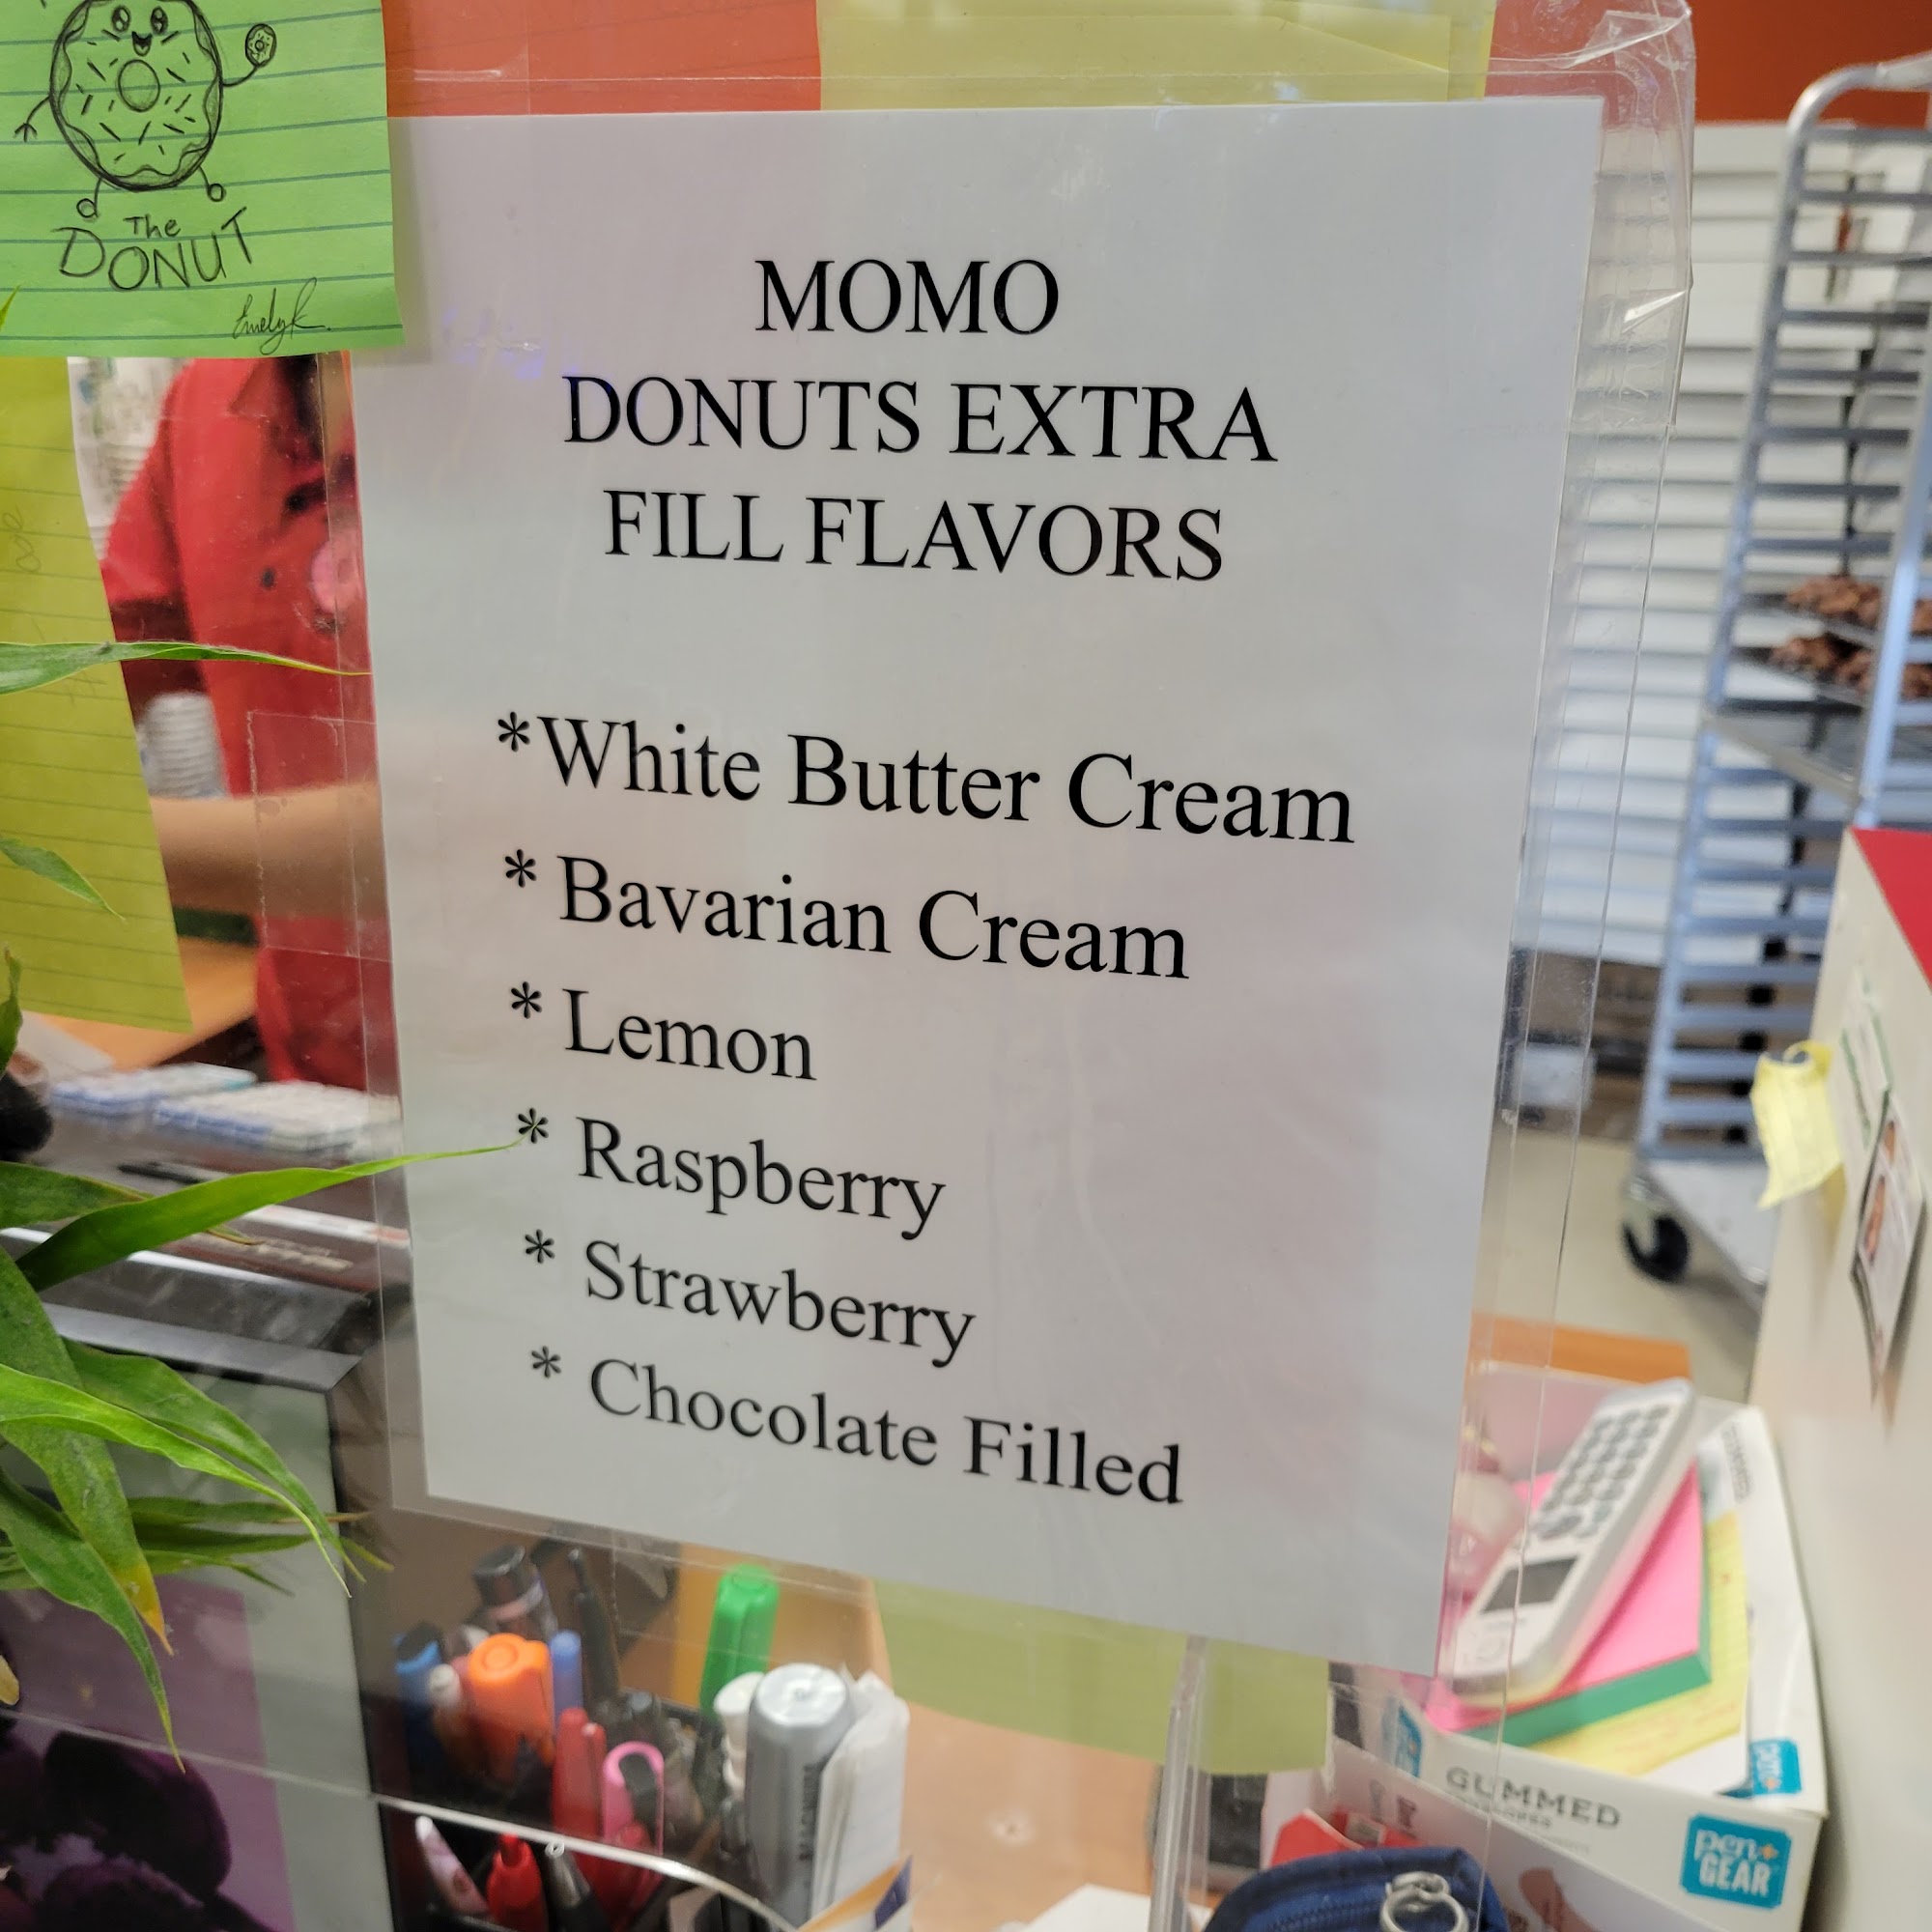 The
DONUT
MOMO
DONUTS EXTRA
FILL FLAVORS
*White Butter Cream
* Bavarian Cream
* Lemon
* Raspberry
* Strawberry
* Chocolate Filled
GUMMED
pen+
GEAR